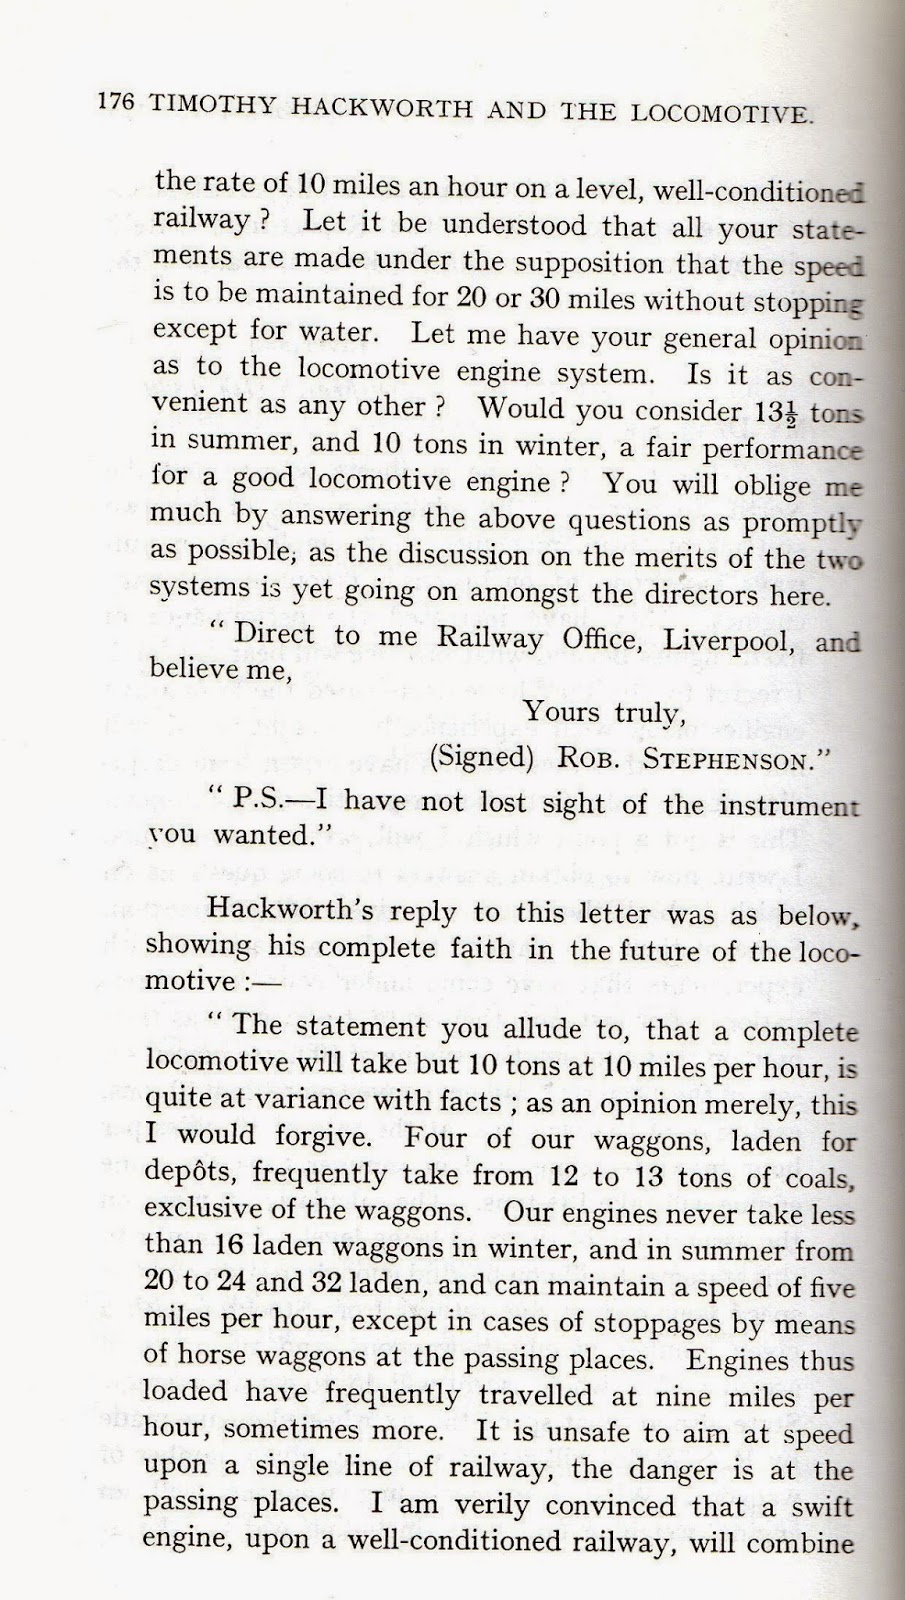 176 TIMOTHY HACKWORTH AND THE LOCOMOTIVE.
the rate of 10 miles an hour on a level, well-conditioned
railway ? Let it be understood that all your state-
ments are made under the supposition that the speed
is to be maintained for 20 or 30 miles without stopping
except for water. Let me have your general opinion
as to the locomotive engine system. Is it as con-
venient as any other ? Would you consider 13½ tons
in summer, and 10 tons in winter, a fair performance
for a good locomotive engine ? You will oblige me
much by answering the above questions as promptly
as possible, as the discussion on the merits of the two
systems is yet going on amongst the directors here.
“ Direct to me Railway Office, Liverpool, and
believe me,
Yours truly,
(Signed) ROB. STEPHENSON.”
“ P.S.—I have not lost sight of the instrument
you wanted.”
Hackworth’s reply to this letter was as below,
showing his complete faith in the future of the loco-
motive :—
“ The statement you allude to, that a complete
locomotive will take but 10 tons at 10 miles per hour, is
quite at variance with facts ; as an opinion merely, this
I would forgive. Four of our waggons, laden for
depôts, frequently take from 12 to 13 tons of coals,
exclusive of the waggons. Our engines never take less
than 16 laden waggons in winter, and in summer from
20 to 24 and 32 laden, and can maintain a speed of five
miles per hour, except in cases of stoppages by means
of horse waggons at the passing places. Engines thus
loaded have frequently travelled at nine miles per
hour, sometimes more. It is unsafe to aim at speed
upon a single line of railway, the danger is at the
passing places. I am verily convinced that a swift
engine, upon a well-conditioned railway, will combine